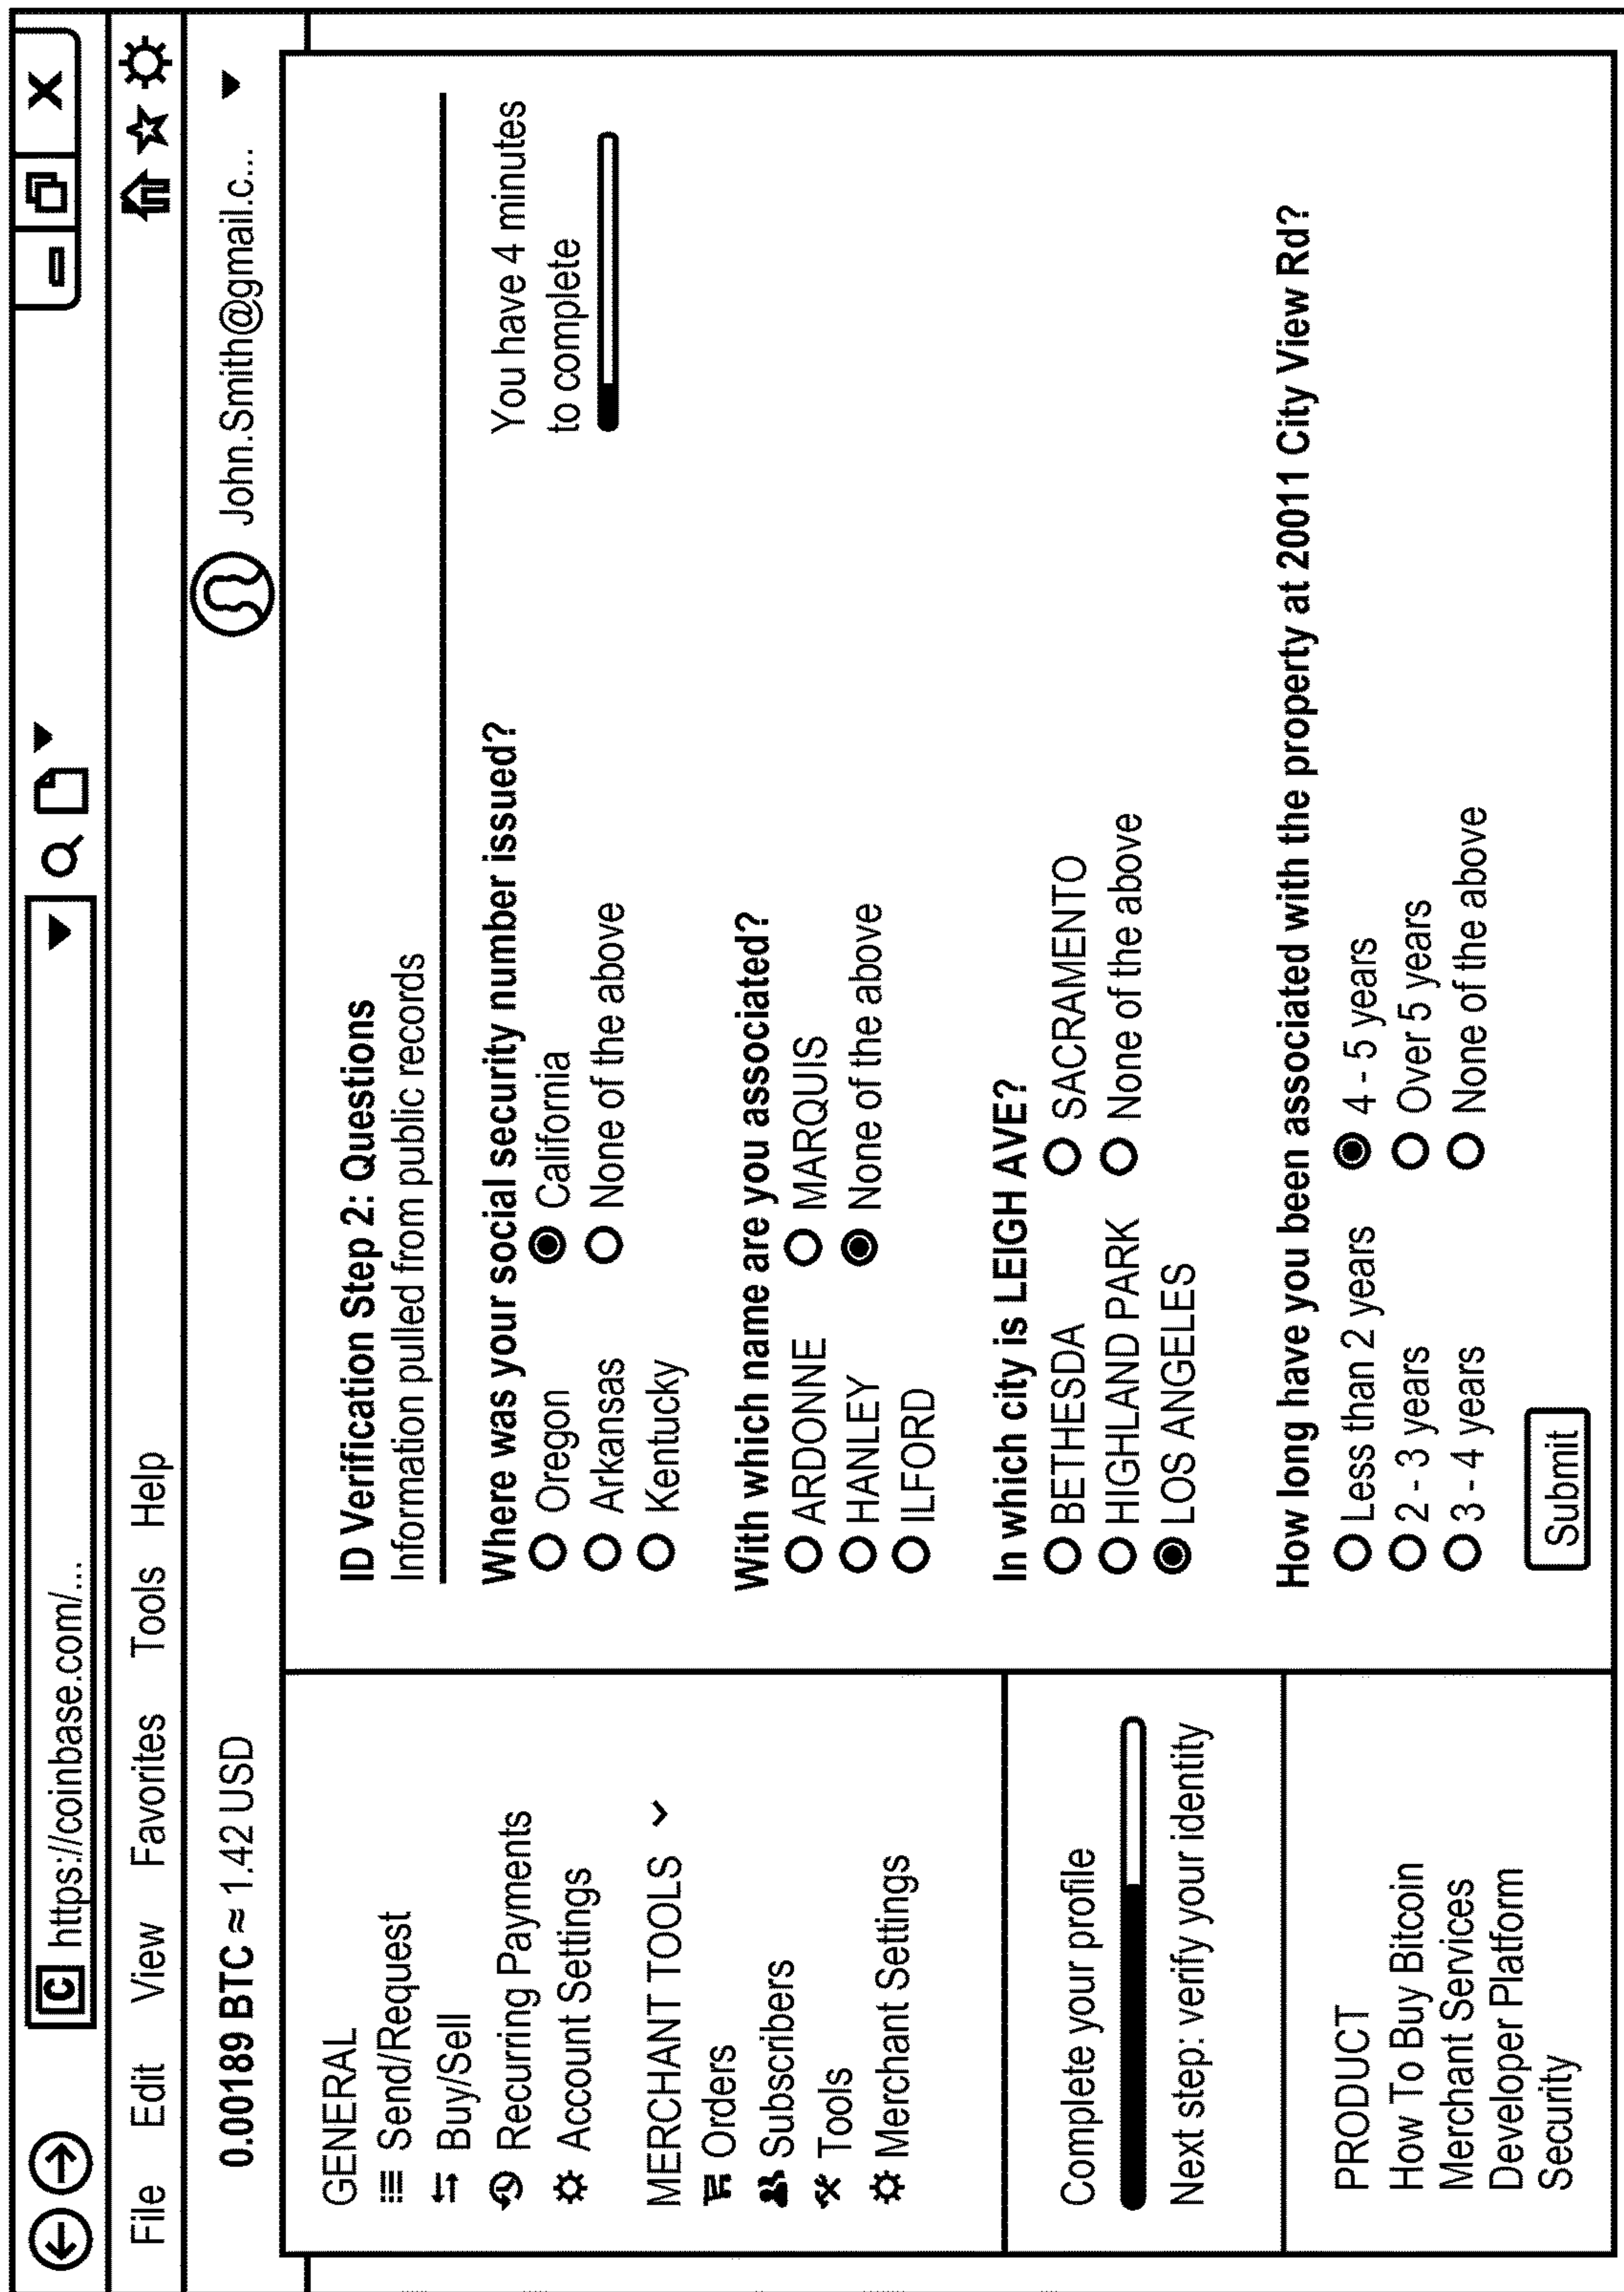 C https://coinbase.com/...
X
File Edit View Favorites Tools Help
0.00189 BTC ≈ 1.42 USD
John.Smith@gmail.c...
GENERAL
Send/Request
Buy/Sell
Recurring Payments
Account Settings
MERCHANT TOOLS
Orders
Subscribers
Tools
Merchant Settings
Complete your profile
Next step: verify your identity
PRODUCT
How To Buy Bitcoin
Merchant Services
Developer Platform
Security
ID Verification Step 2: Questions
Information pulled from public records
You have 4 minutes
to complete
Where was your social security number issued?
Oregon California
Arkansas None of the above
Kentucky
With which name are you associated?
ARDONNE MARQUIS
HANLEY None of the above
ILFORD
In which city is LEIGH AVE?
BETHESDA SACRAMENTO
HIGHLAND PARK None of the above
LOS ANGELES
How long have you been associated with the property at 20011 City View Rd?
Less than 2 years 4 - 5 years
2 - 3 years Over 5 years
3 - 4 years None of the above
Submit